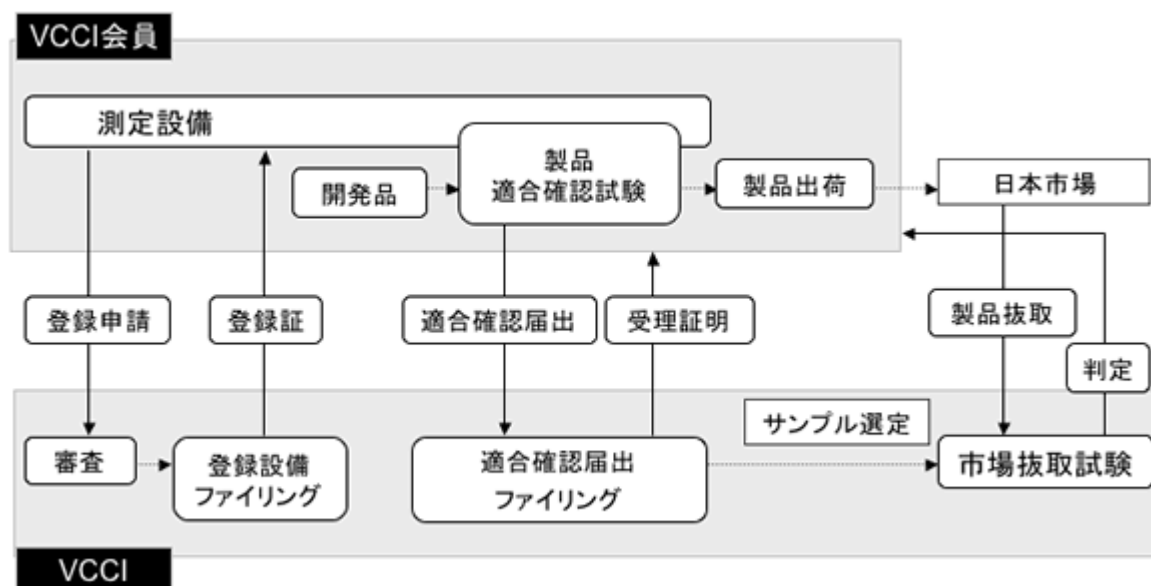 VCCI会員
測定設備
製品
適合確認試験
開発品
製品出荷
日本市場
登録申請
登録証
適合確認届出
受理証明
製品抜取
判定
サンプル選定
審査
登録設備
ファイリング
適合確認届出
ファイリング
市場抜取試験
VCCI